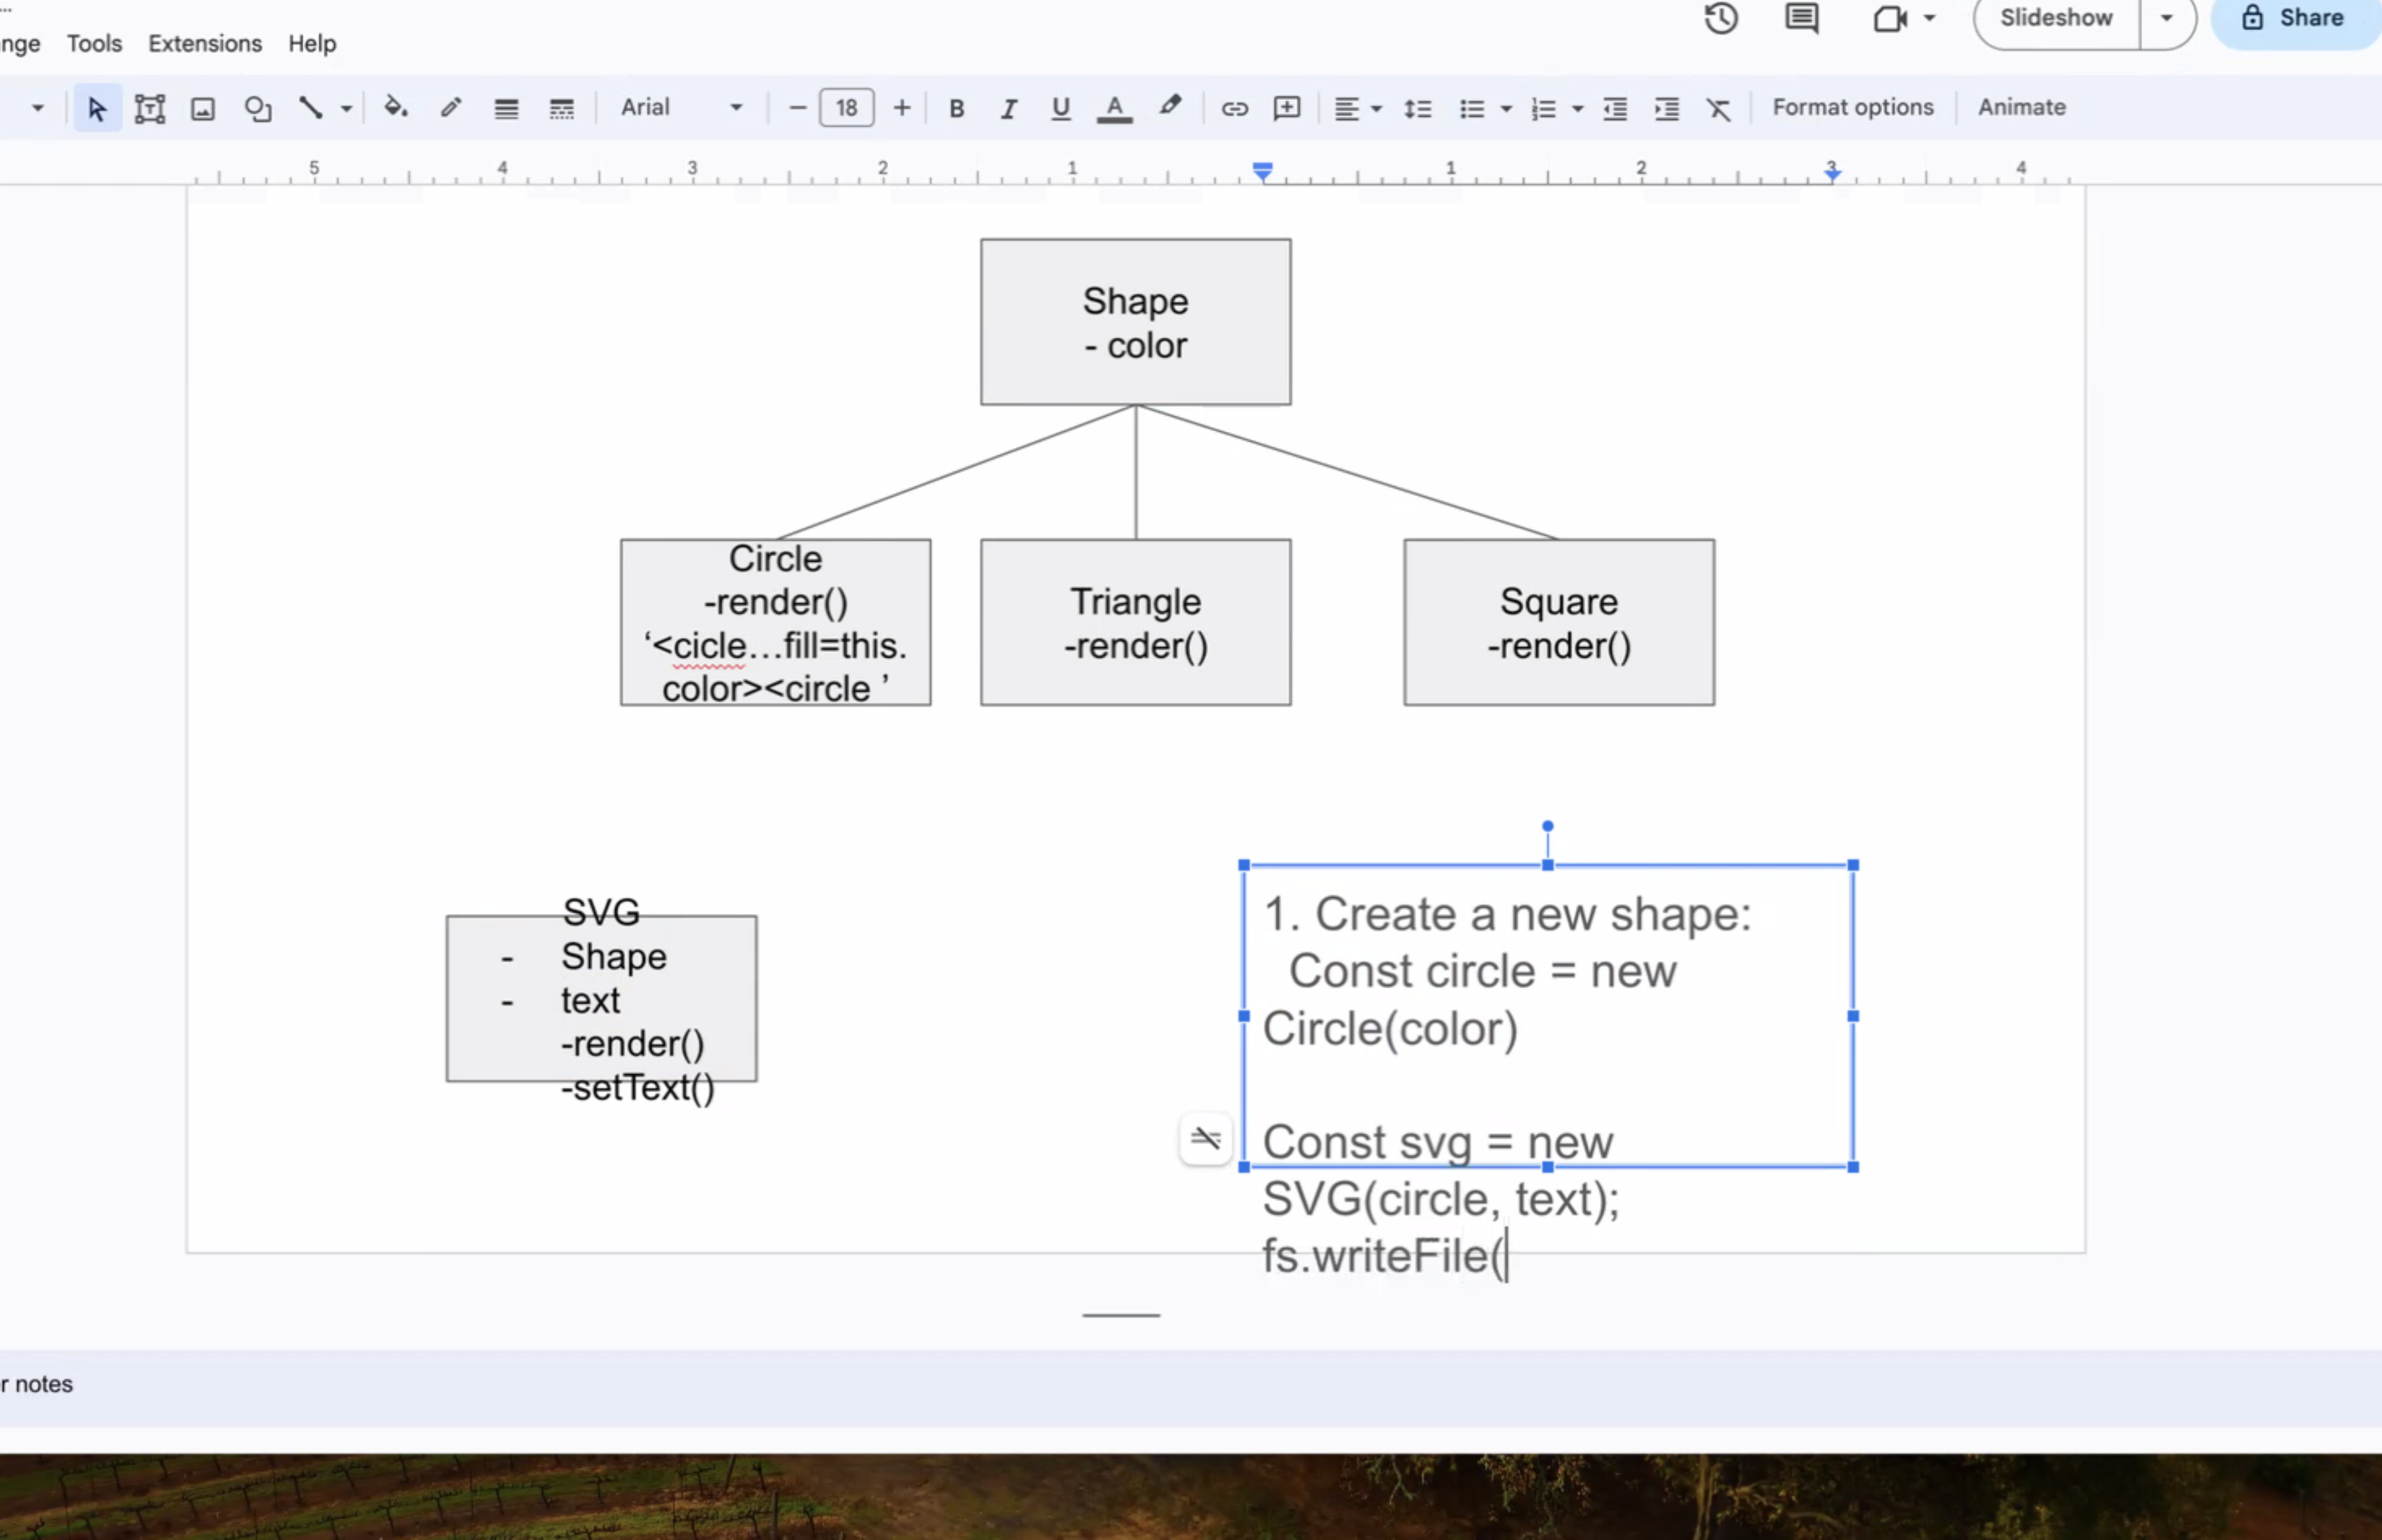 Slideshow
Share
Tools Extensions Help
Arial
18
Format options
Animate
5 4 3 2 1 1 2 3 4
Shape
- color
Circle
-render()
‘<cicle…fill=this.
color><circle ’
Triangle
-render()
Square
-render()
SVG
- Shape
- text
-render()
-setText()
1. Create a new shape:
Const circle = new
Circle(color)
Const svg = new
SVG(circle, text);
fs.writeFile(
notes